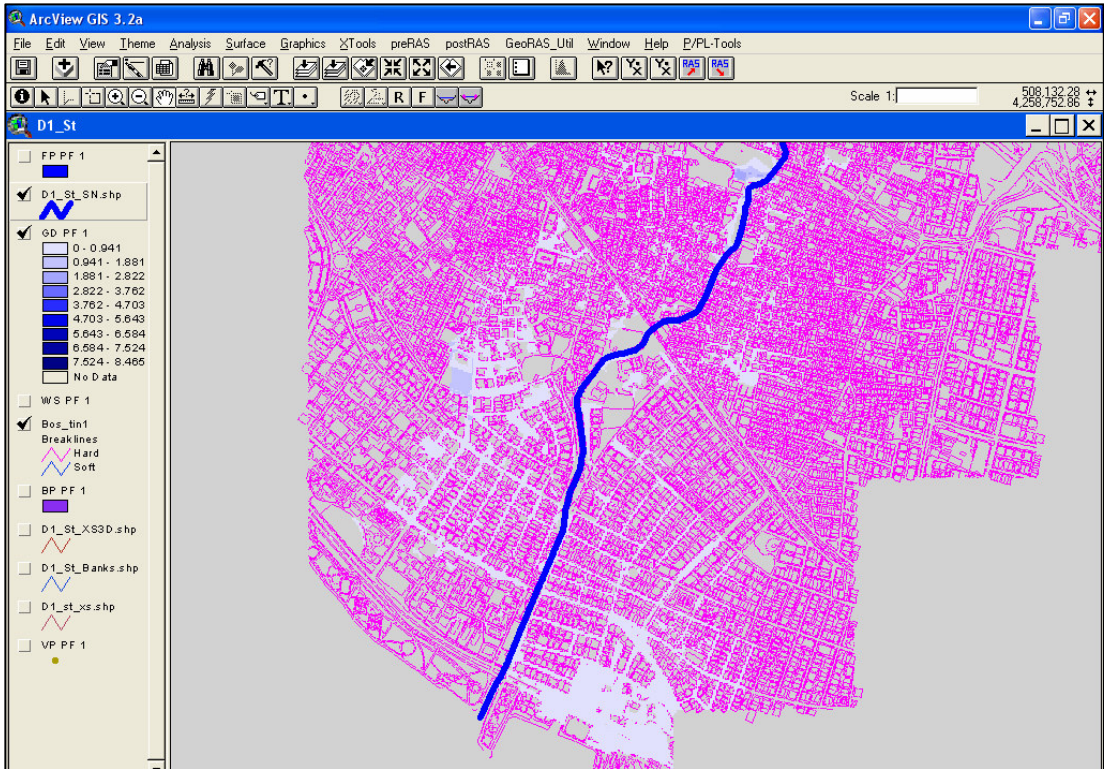 ArcView GIS 3.2a
File Edit View Theme Analysis Surface Graphics XTools preRAS postRAS GeoRAS_Util Window Help P/PL-Tools
RAS RAS
T R F Scale 1: 508,132.28
4,258,752.86
D1_St
FP PF 1
D1_St_SN.shp
GD PF 1
0 - 0.941
0.941 - 1.881
1.881 - 2.822
2.822 - 3.762
3.762 - 4.703
4.703 - 5.643
5.643 - 6.584
6.584 - 7.524
7.524 - 8.465
No Data
WS PF 1
Bos_tin1
Breaklines
Hard
Soft
BP PF 1
D1_St_XS3D.shp
D1_St_Banks.shp
D1_st_xs.shp
VP PF 1